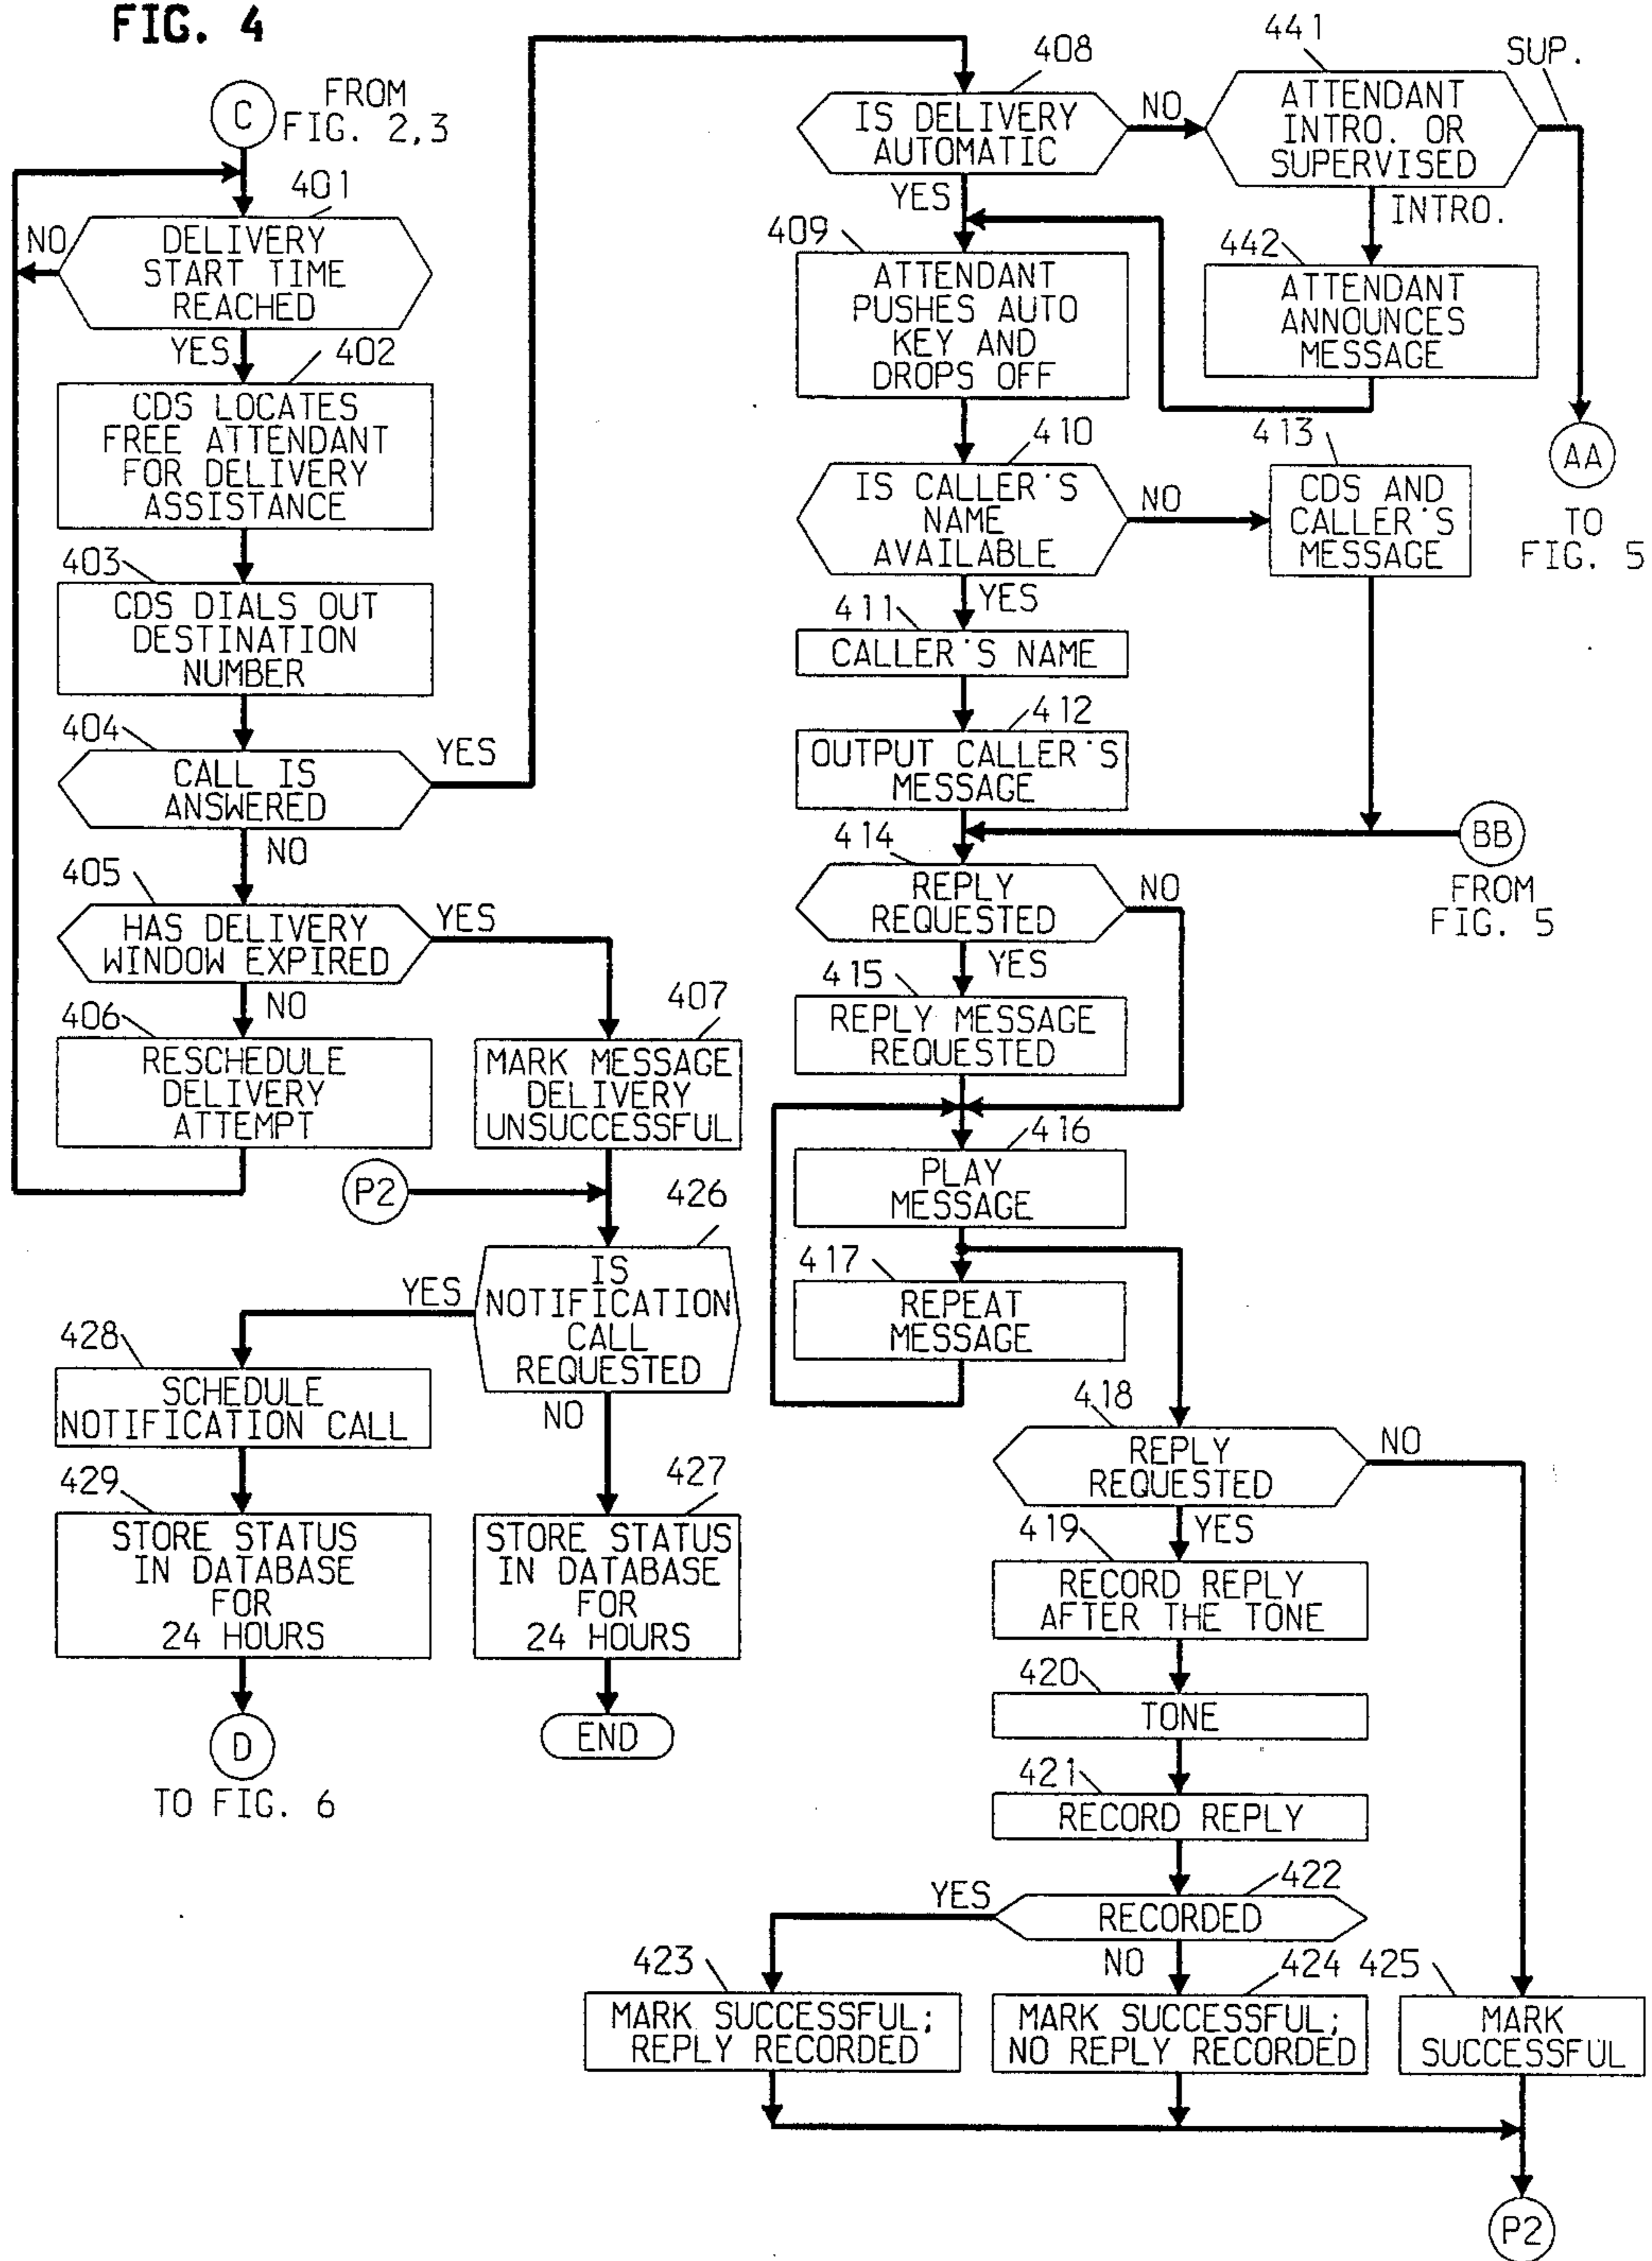 FIG. 4
C
FROM
FIG. 2,3
401
DELIVERY
START TIME
REACHED
NO
YES
402
CDS LOCATES
FREE ATTENDANT
FOR DELIVERY
ASSISTANCE
403
CDS DIALS OUT
DESTINATION
NUMBER
404
CALL IS
ANSWERED
YES
NO
405
HAS DELIVERY
WINDOW EXPIRED
YES
NO
406
RESCHEDULE
DELIVERY
ATTEMPT
407
MARK MESSAGE
DELIVERY
UNSUCCESSFUL
P2
426
IS
NOTIFICATION
CALL
REQUESTED
YES
NO
428
SCHEDULE
NOTIFICATION CALL
429
STORE STATUS
IN DATABASE
FOR
24 HOURS
D
TO FIG. 6
427
STORE STATUS
IN DATABASE
FOR
24 HOURS
END
408
IS DELIVERY
AUTOMATIC
NO
YES
441
ATTENDANT
INTRO. OR
SUPERVISED
SUP.
INTRO.
442
ATTENDANT
ANNOUNCES
MESSAGE
AA
TO
FIG. 5
409
ATTENDANT
PUSHES AUTO
KEY AND
DROPS OFF
410
IS CALLER'S
NAME
AVAILABLE
NO
YES
413
CDS AND
CALLER'S
MESSAGE
411
CALLER'S NAME
412
OUTPUT CALLER'S
MESSAGE
BB
FROM
FIG. 5
414
REPLY
REQUESTED
NO
YES
415
REPLY MESSAGE
REQUESTED
416
PLAY
MESSAGE
417
REPEAT
MESSAGE
418
REPLY
REQUESTED
NO
YES
419
RECORD REPLY
AFTER THE TONE
420
TONE
421
RECORD REPLY
422
RECORDED
YES
NO
423
MARK SUCCESSFUL;
REPLY RECORDED
424
MARK SUCCESSFUL;
NO REPLY RECORDED
425
MARK
SUCCESSFUL
P2